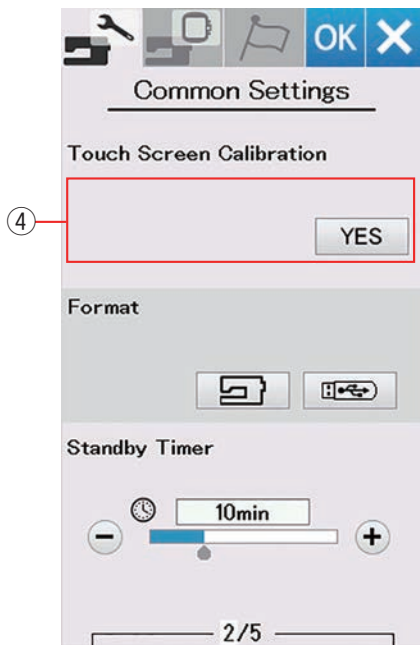 OK
Common Settings
Touch Screen Calibration
④
YES
Format
Standby Timer
10min
2/5